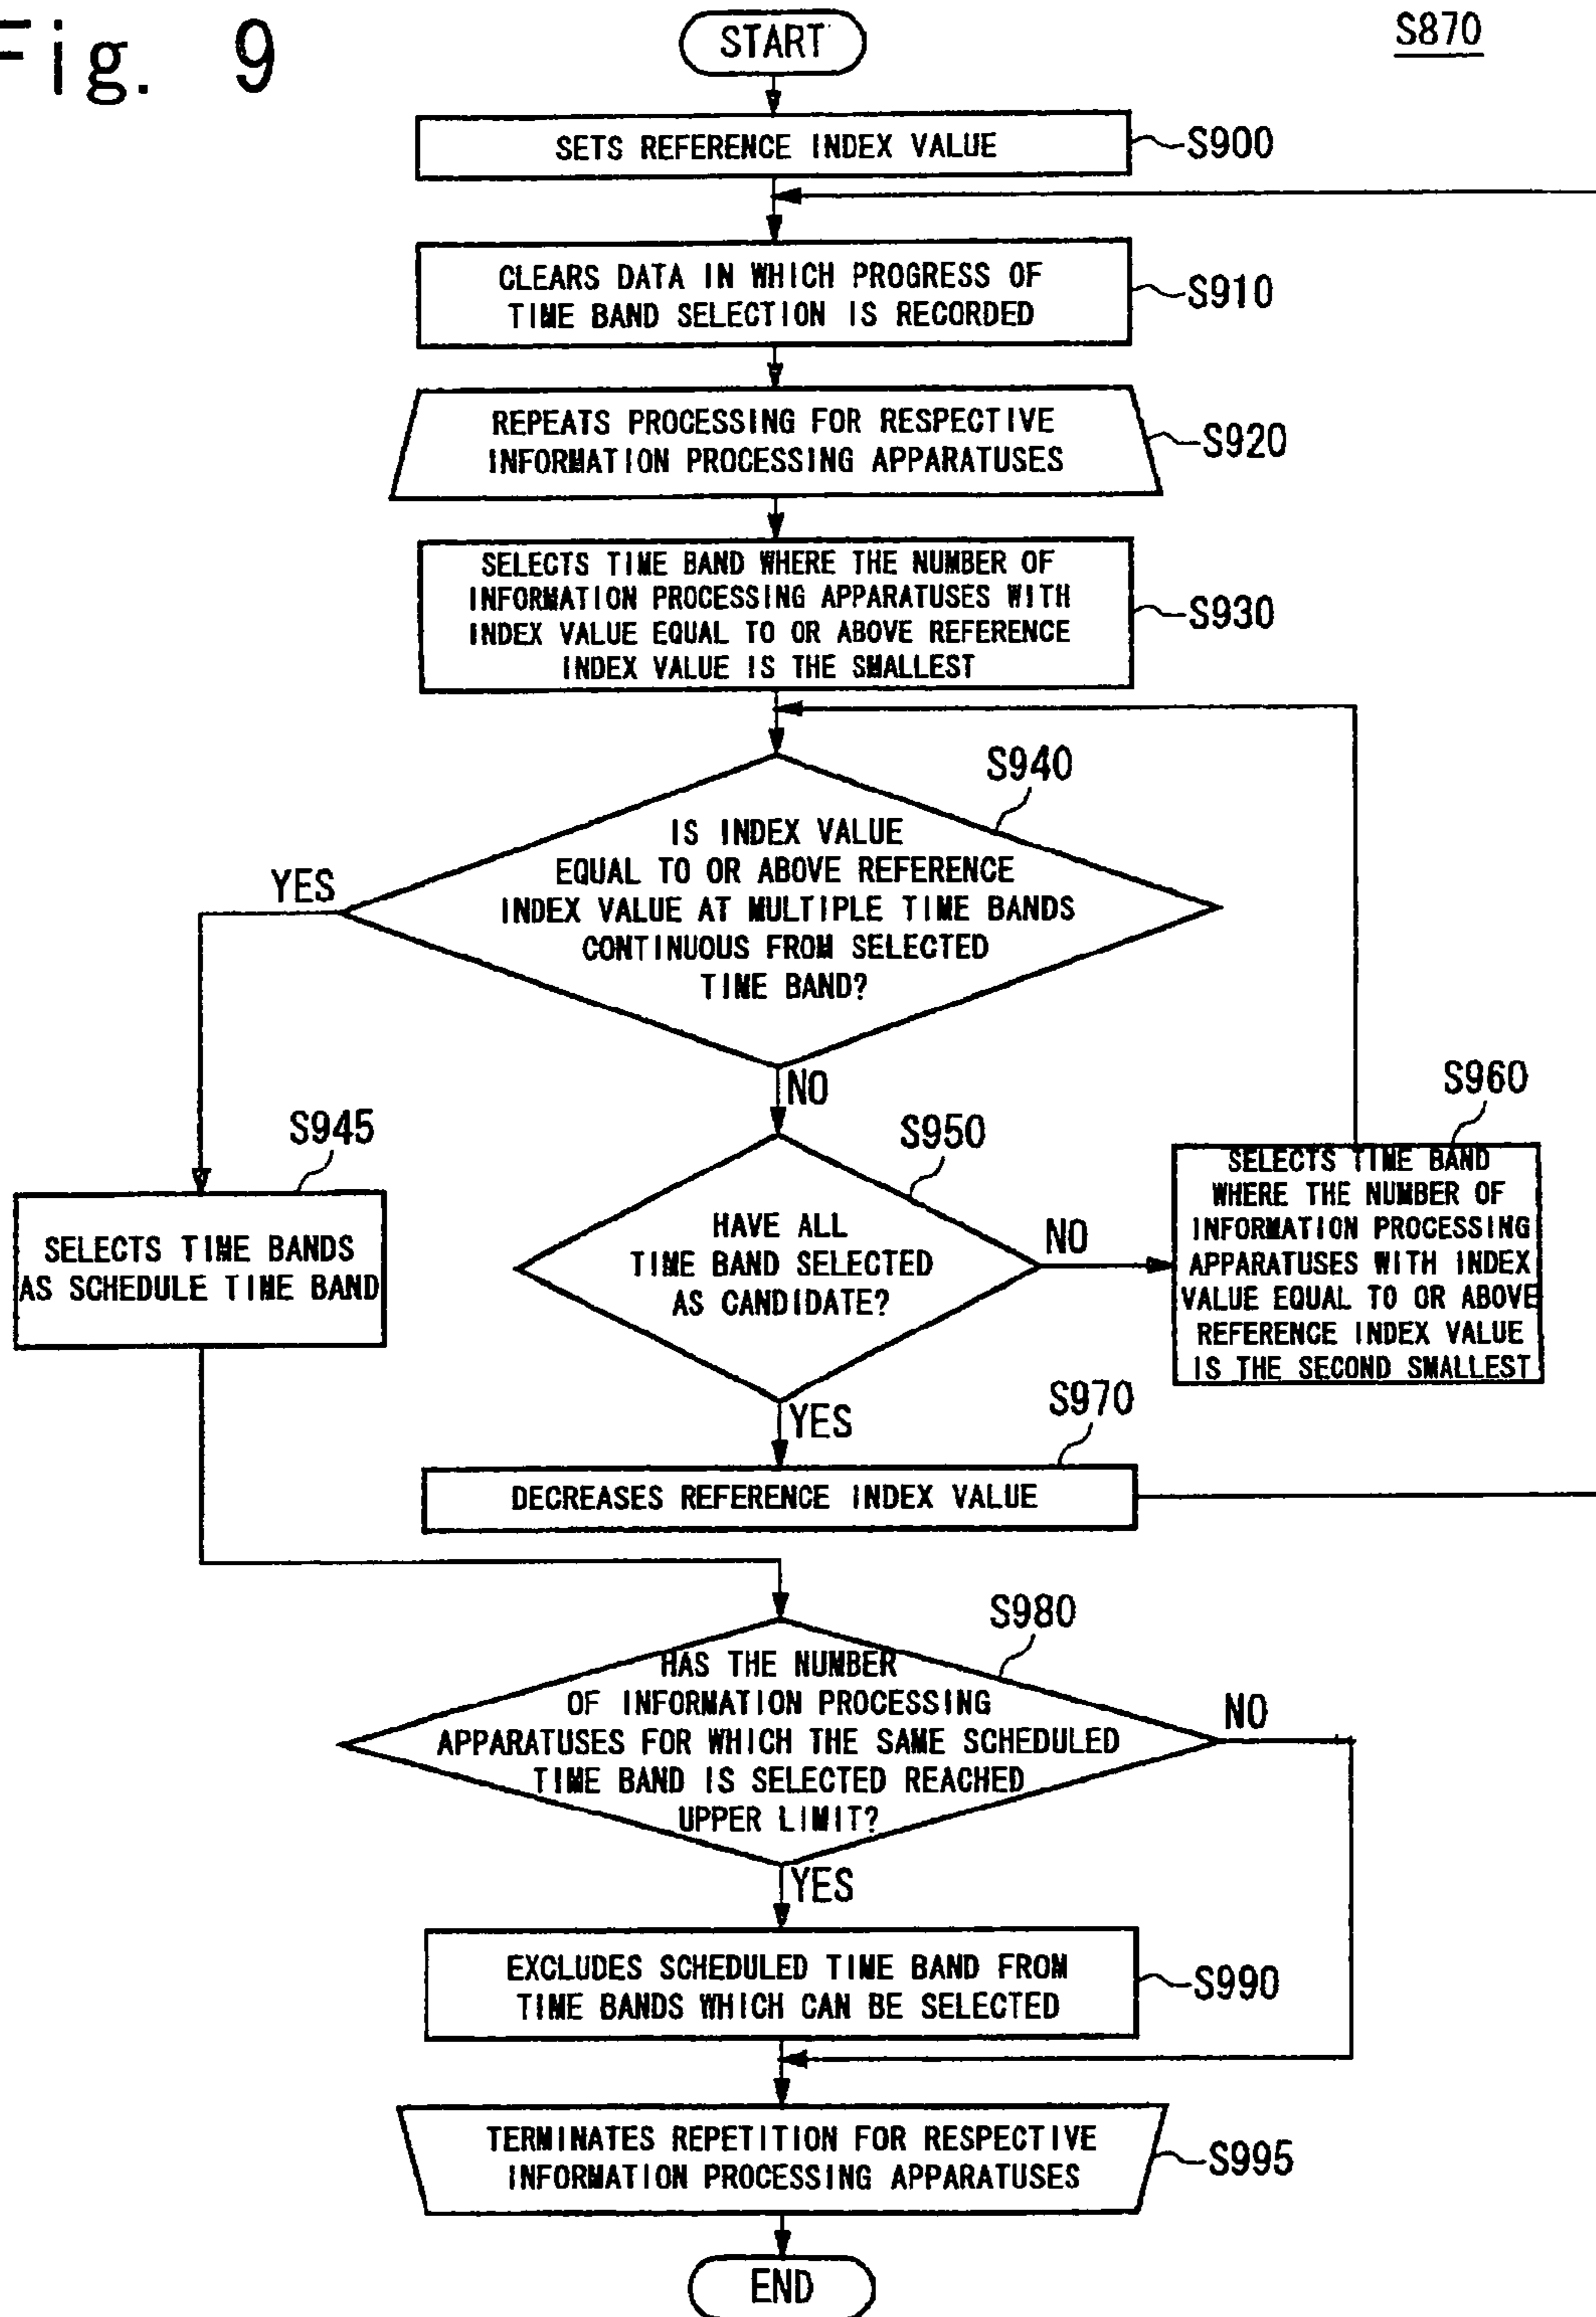 Fig. 9
S870
START
SETS REFERENCE INDEX VALUE
S900
CLEARS DATA IN WHICH PROGRESS OF
TIME BAND SELECTION IS RECORDED
S910
REPEATS PROCESSING FOR RESPECTIVE
INFORMATION PROCESSING APPARATUSES
S920
SELECTS TIME BAND WHERE THE NUMBER OF
INFORMATION PROCESSING APPARATUSES WITH
INDEX VALUE EQUAL TO OR ABOVE REFERENCE
INDEX VALUE IS THE SMALLEST
S930
S940
IS INDEX VALUE
EQUAL TO OR ABOVE REFERENCE
INDEX VALUE AT MULTIPLE TIME BANDS
CONTINUOUS FROM SELECTED
TIME BAND?
YES
NO
S945
SELECTS TIME BANDS
AS SCHEDULE TIME BAND
S950
HAVE ALL
TIME BAND SELECTED
AS CANDIDATE?
NO
YES
S960
SELECTS TIME BAND
WHERE THE NUMBER OF
INFORMATION PROCESSING
APPARATUSES WITH INDEX
VALUE EQUAL TO OR ABOVE
REFERENCE INDEX VALUE
IS THE SECOND SMALLEST
S970
DECREASES REFERENCE INDEX VALUE
S980
HAS THE NUMBER
OF INFORMATION PROCESSING
APPARATUSES FOR WHICH THE SAME SCHEDULED
TIME BAND IS SELECTED REACHED
UPPER LIMIT?
NO
YES
EXCLUDES SCHEDULED TIME BAND FROM
TIME BANDS WHICH CAN BE SELECTED
S990
TERMINATES REPETITION FOR RESPECTIVE
INFORMATION PROCESSING APPARATUSES
S995
END